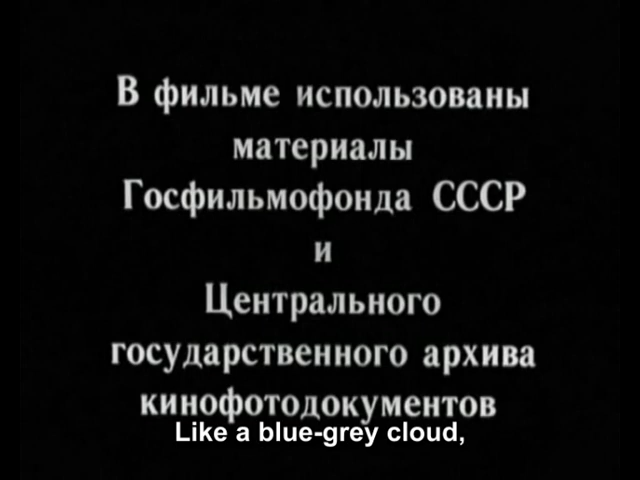 В фильме использованы
материалы
Госфильмофонда СССР
и
Центрального
государственного архива
кинофотодокументов
Like a blue-grey cloud,